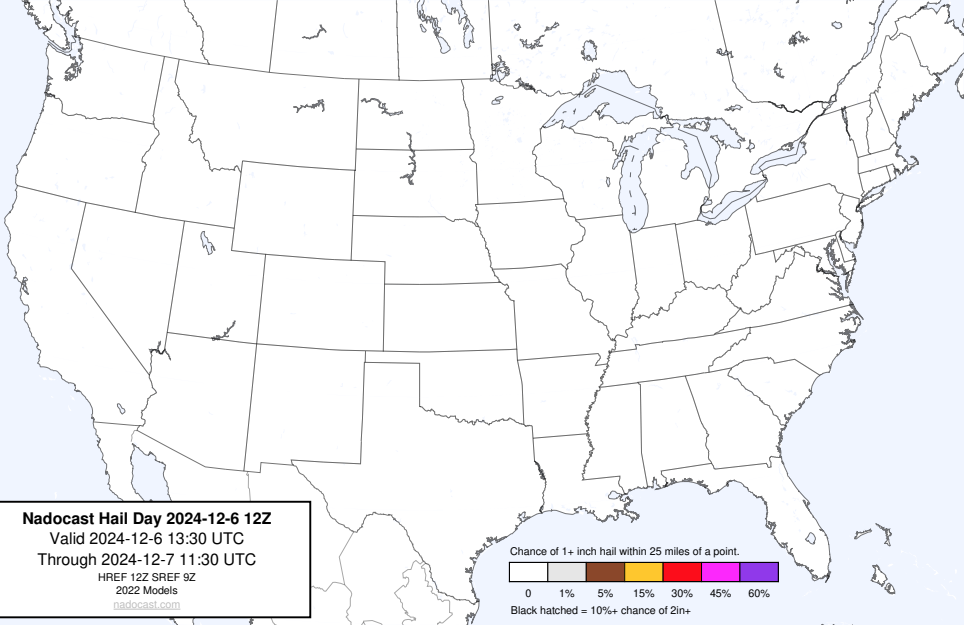 Nadocast Hail Day 2024-12-6 12Z
Valid 2024-12-6 13:30 UTC
Through 2024-12-7 11:30 UTC
HREF 12Z SREF 9Z
2022 Models
nadocast.com
Chance of 1+ inch hail within 25 miles of a point.
0 1% 5% 15% 30% 45% 60%
Black hatched = 10%+ chance of 2in+